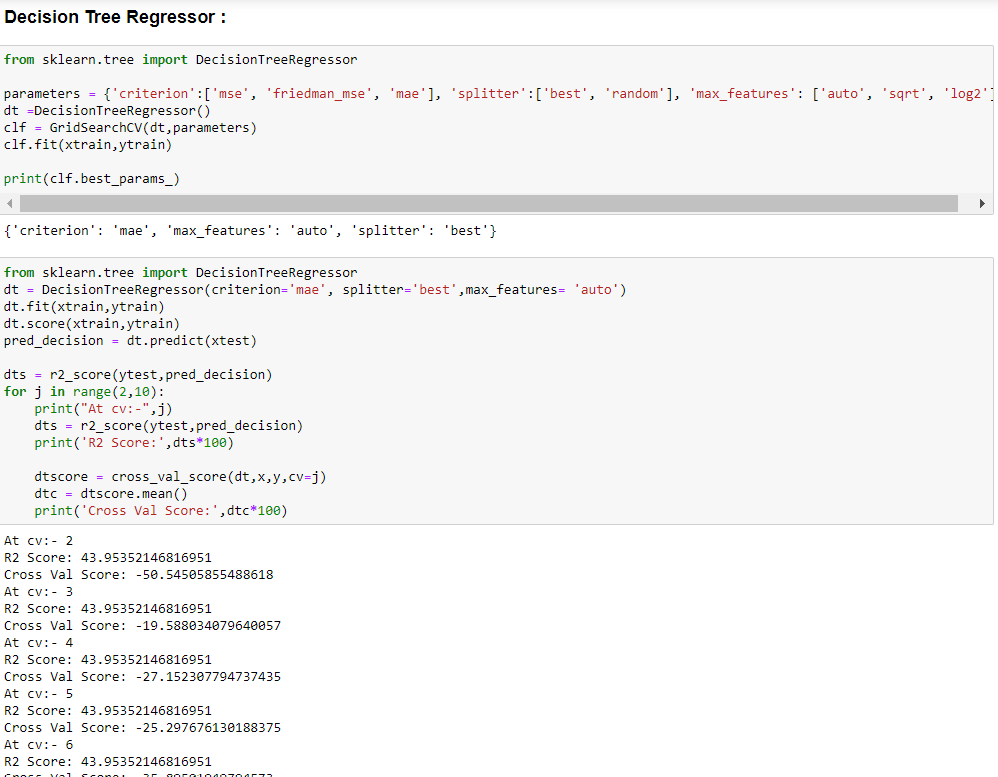 Decision Tree Regressor :
from sklearn.tree import DecisionTreeRegressor
parameters = {'criterion':['mse', 'friedman_mse', 'mae'], 'splitter':['best', 'random'], 'max_features': ['auto', 'sqrt', 'log2']
dt =DecisionTreeRegressor()
clf = GridSearchCV(dt,parameters)
clf.fit(xtrain,ytrain)
print(clf.best_params_)
{'criterion': 'mae', 'max_features': 'auto', 'splitter': 'best'}
from sklearn.tree import DecisionTreeRegressor
dt = DecisionTreeRegressor(criterion='mae', splitter='best',max_features= 'auto')
dt.fit(xtrain,ytrain)
dt.score(xtrain,ytrain)
pred_decision = dt.predict(xtest)
dts = r2_score(ytest,pred_decision)
for j in range(2,10):
    print("At cv:-",j)
    dts = r2_score(ytest,pred_decision)
    print('R2 Score:',dts*100)
    dtscore = cross_val_score(dt,x,y,cv=j)
    dtc = dtscore.mean()
    print('Cross Val Score:',dtc*100)
At cv:- 2
R2 Score: 43.95352146816951
Cross Val Score: -50.54505855488618
At cv:- 3
R2 Score: 43.95352146816951
Cross Val Score: -19.588034079640057
At cv:- 4
R2 Score: 43.95352146816951
Cross Val Score: -27.152307794737435
At cv:- 5
R2 Score: 43.95352146816951
Cross Val Score: -25.297676130188375
At cv:- 6
R2 Score: 43.95352146816951
Cross Val Score: